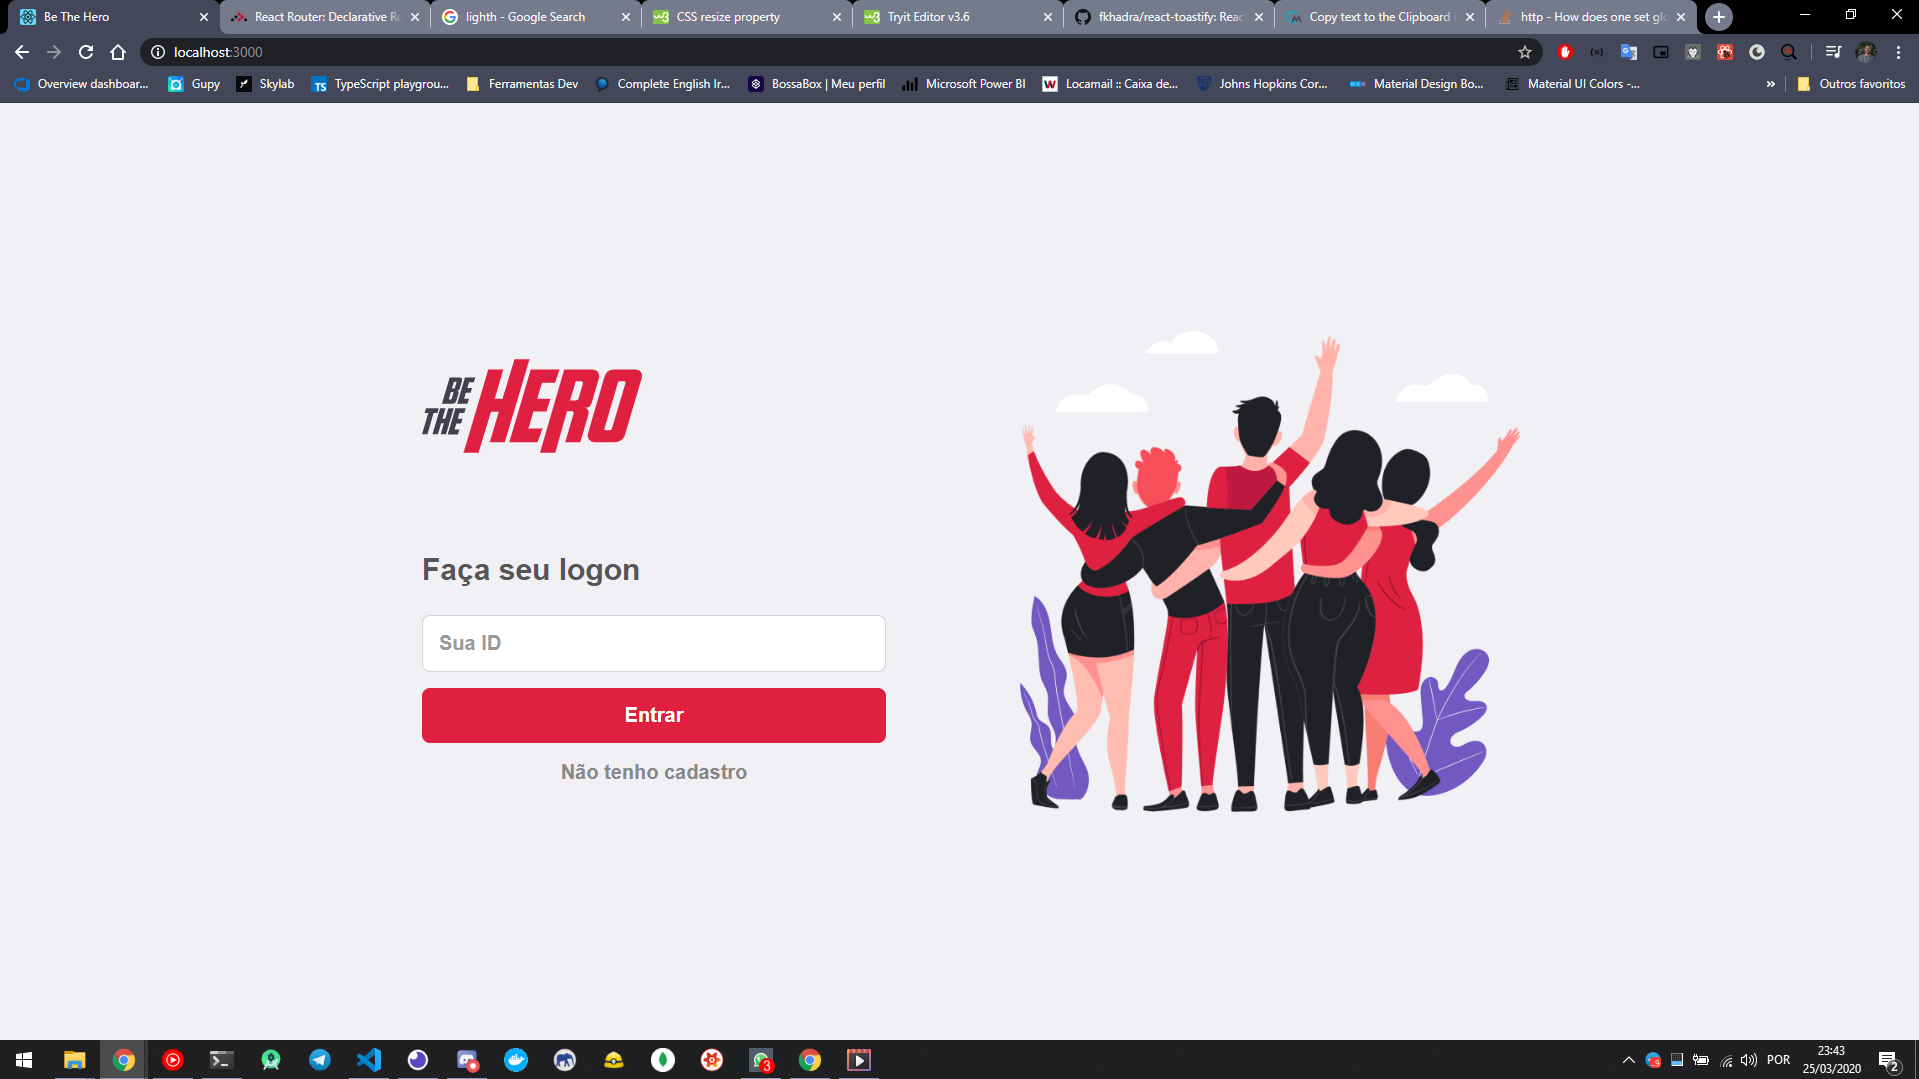 Be The Hero
React Router: Declarative Ro
lighth - Google Search
CSS resize property
Tryit Editor v3.6
fkhadra/react-toastify: Reac
Copy text to the Clipboard
http - How does one set glo
localhost:3000
Overview dashboar...
Gupy
Skylab
TypeScript playgrou...
Ferramentas Dev
Complete English Ir...
BossaBox | Meu perfil
Microsoft Power BI
Locamail :: Caixa de...
Johns Hopkins Cor...
Material Design Bo...
Material UI Colors -...
»
Outros favoritos
BE THE HERO
Faça seu logon
Sua ID
Entrar
Não tenho cadastro
3
POR
23:43
25/03/2020
2